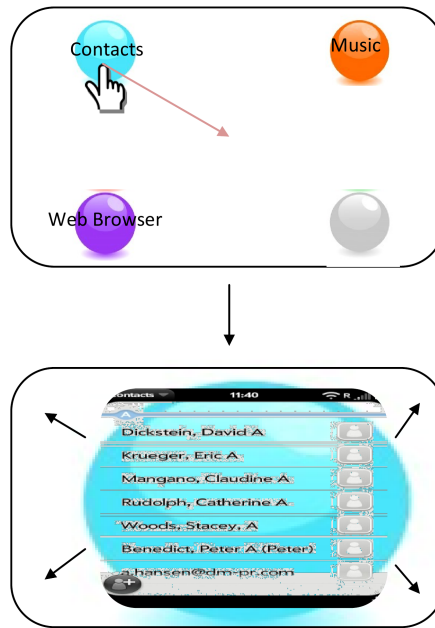 Contacts
Music
Web Browser
ontacts
11:40
R
A
Dickstein, David A
Krueger, Eric A
Mangano, Claudine A
Rudolph, Catherine A
Woods, Stacey, A
Benedict, Peter A (Peter)
a.hansen@dm-pr.com